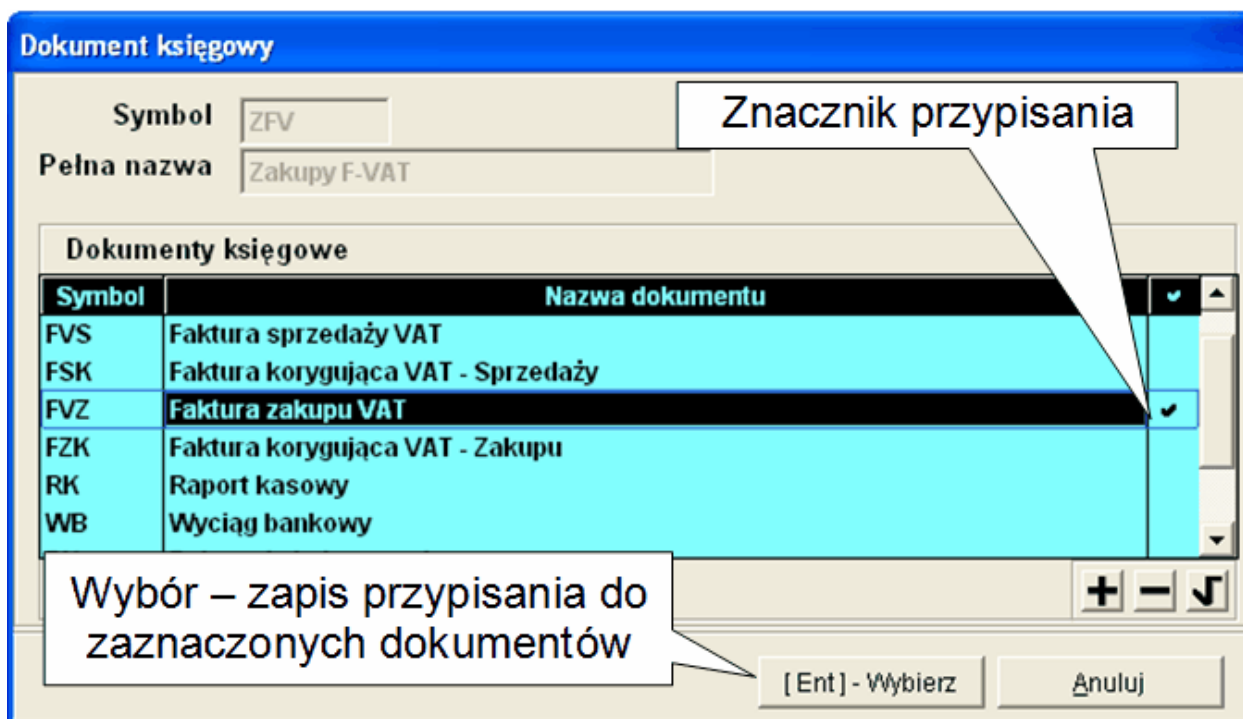 Dokument księgowy
Symbol ZFV
Znacznik przypisania
Pełna nazwa Zakupy F-VAT
Dokumenty księgowe
Symbol Nazwa dokumentu
FVS Faktura sprzedaży VAT
FSK Faktura korygująca VAT - Sprzedaży
FVZ Faktura zakupu VAT
FZK Faktura korygująca VAT - Zakupu
RK Raport kasowy
WB Wyciąg bankowy
Wybór – zapis przypisania do
zaznaczonych dokumentów
[ Ent ] - Wybierz Anuluj